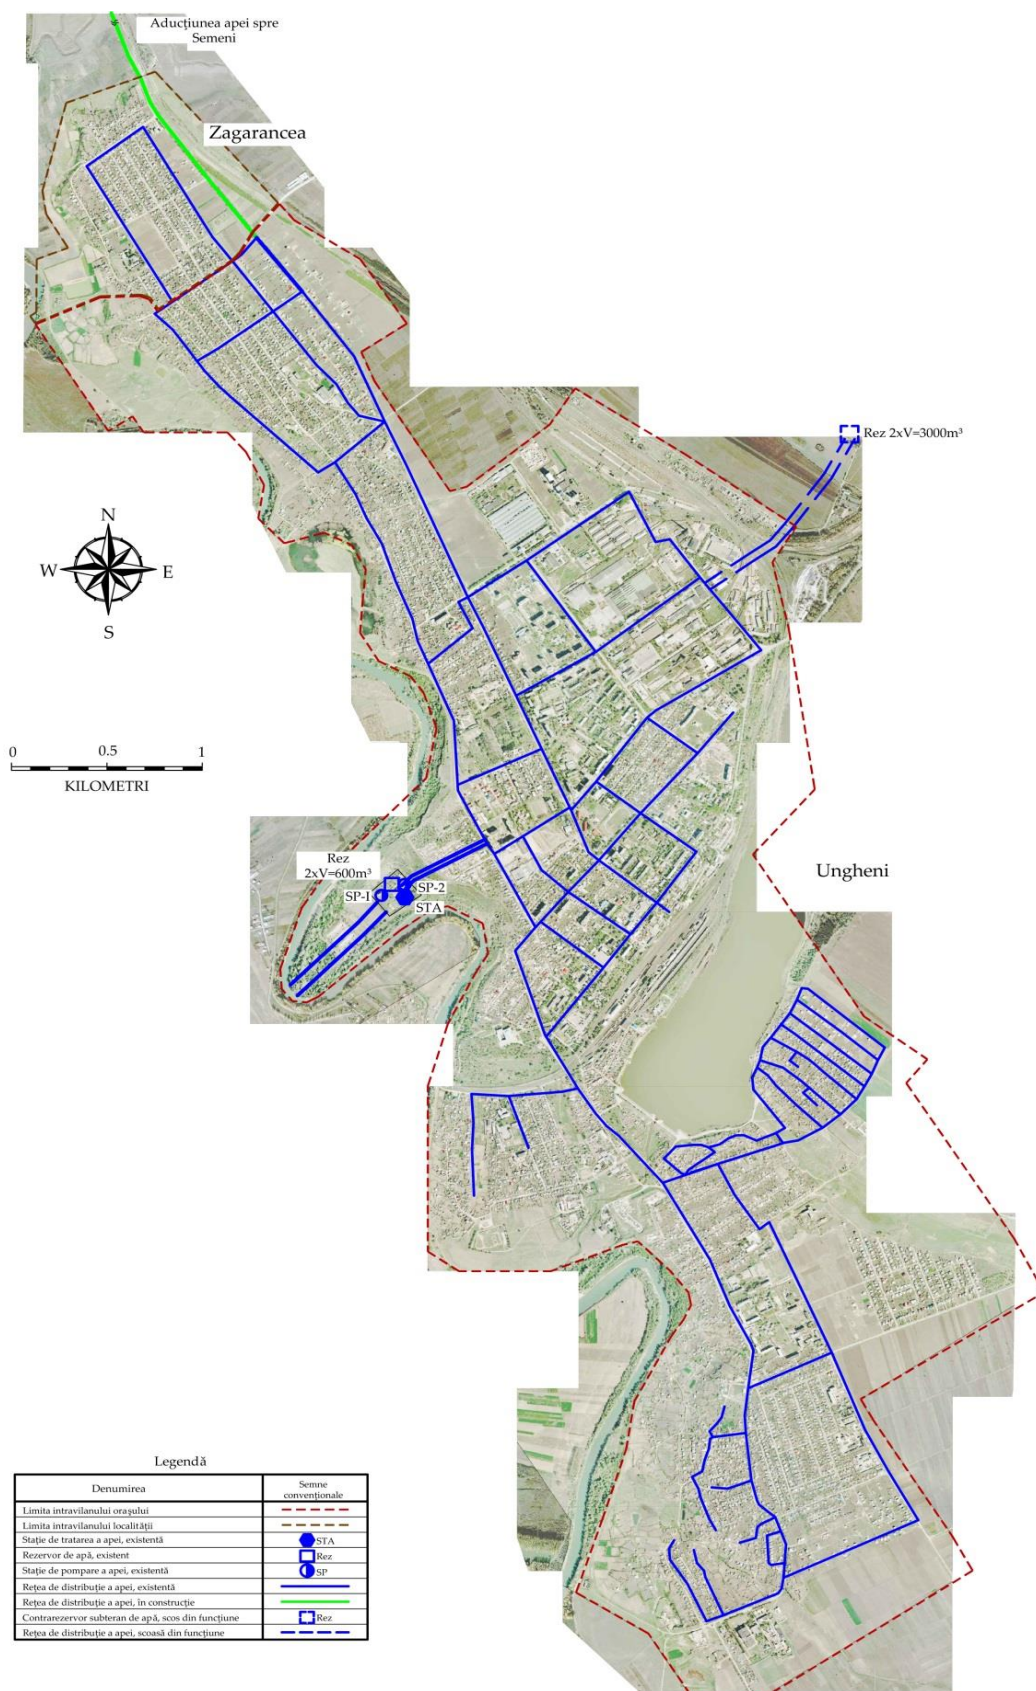 Aducțiunea apei spre
Semeni
Zagarancea
Rez 2xV=3000m³
N
W
E
S
0
0.5
1
KILOMETRI
Rez
2xV=600m³
SP-1
SP-2
STA
Ungheni
Legendă
Denumirea
Semne
convenționale
Limita intravilanului orașului
Limita intravilanului localității
Stație de tratarea a apei, existentă
STA
Rezervor de apă, existent
Rez
Stație de pompare a apei, existentă
SP
Rețea de distribuție a apei, existentă
Rețea de distribuție a apei, în construcție
Contrarezervor subteran de apă, scos din funcțiune
Rez
Rețea de distribuție a apei, scoasă din funcțiune